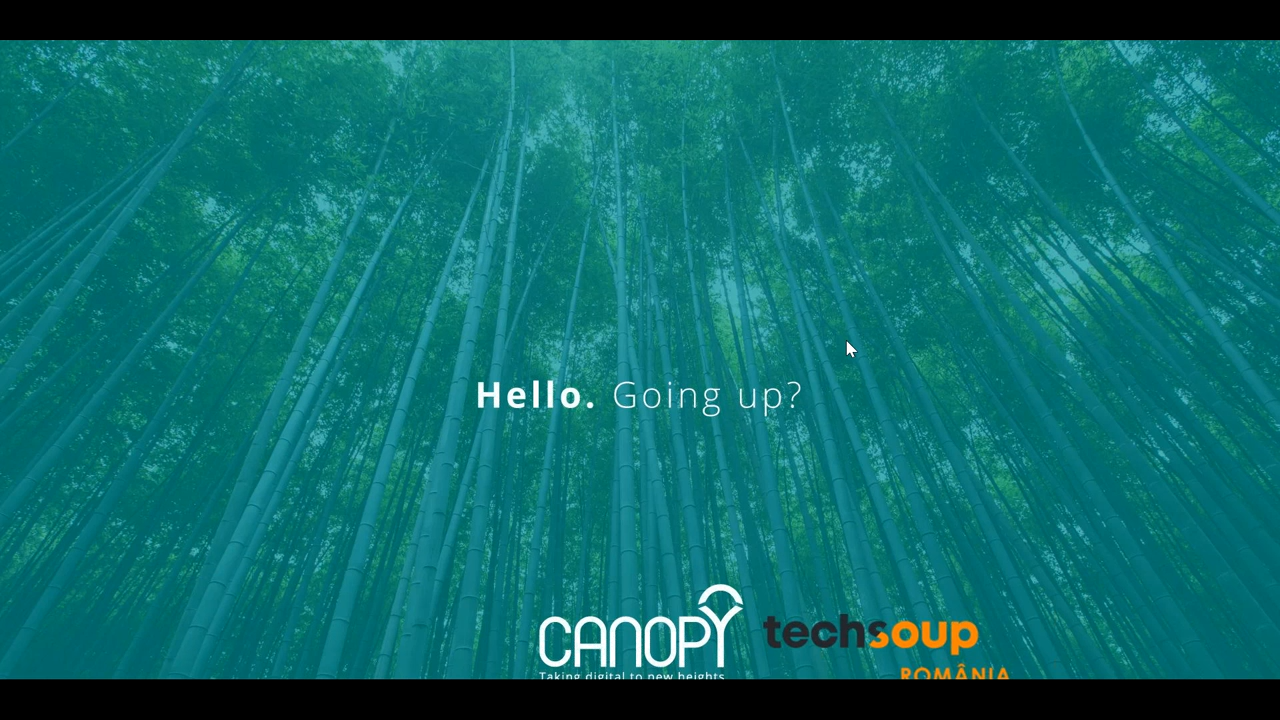 Hello. Going up?
CANOPY
techsoup
Taking digital to new heights
ROMÂNIA